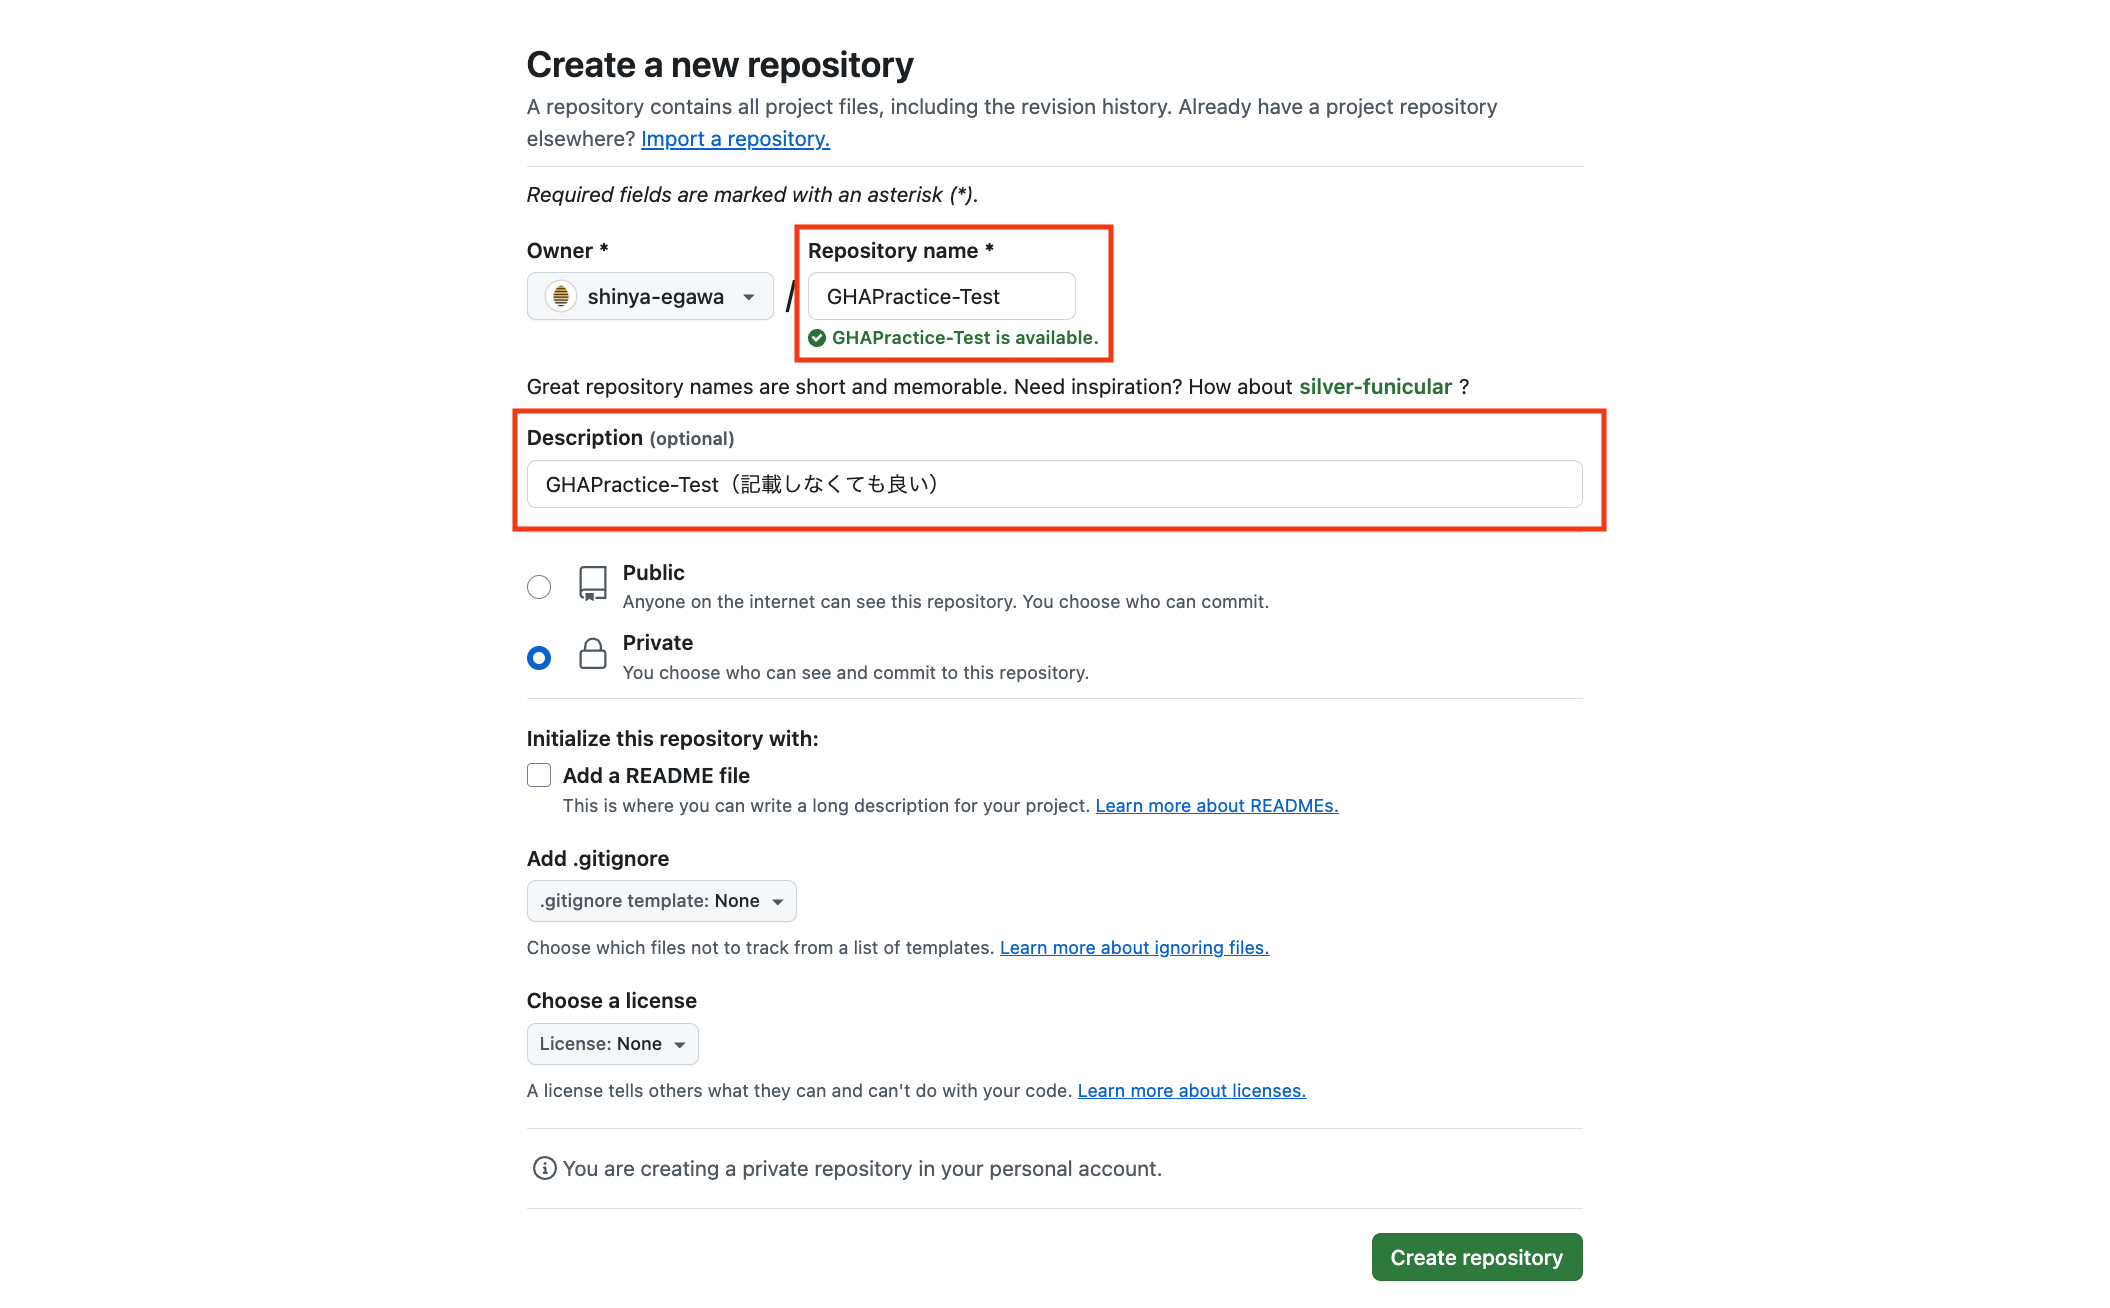 Create a new repository
A repository contains all project files, including the revision history. Already have a project repository
elsewhere? Import a repository.
Required fields are marked with an asterisk (*).
Owner *
Repository name *
shinya-egawa
/
GHAPractice-Test
GHAPractice-Test is available.
Great repository names are short and memorable. Need inspiration? How about silver-funicular ?
Description (optional)
GHAPractice-Test（記載しなくても良い）
Public
Anyone on the internet can see this repository. You choose who can commit.
Private
You choose who can see and commit to this repository.
Initialize this repository with:
Add a README file
This is where you can write a long description for your project. Learn more about READMEs.
Add .gitignore
.gitignore template: None
Choose which files not to track from a list of templates. Learn more about ignoring files.
Choose a license
License: None
A license tells others what they can and can't do with your code. Learn more about licenses.
You are creating a private repository in your personal account.
Create repository